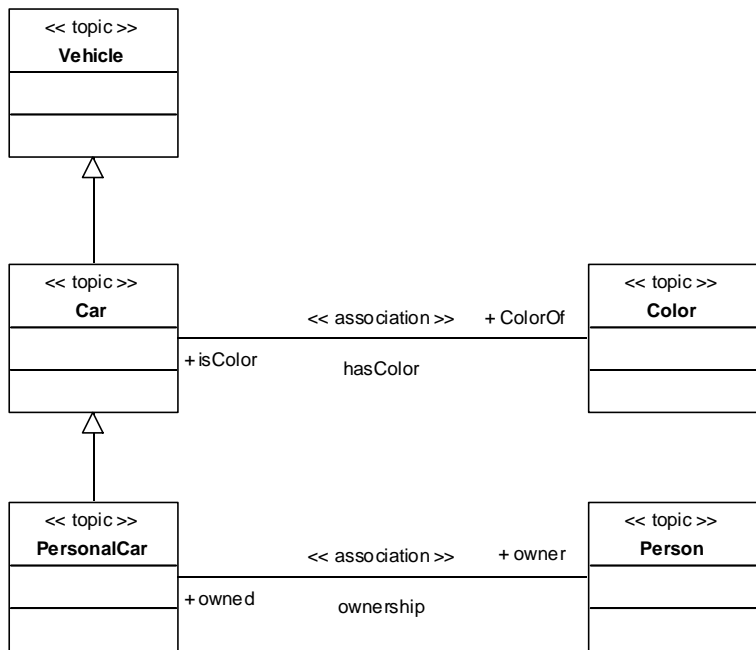 << topic >>
Vehicle
<< topic >>
Car
<< association >>
+ ColorOf
<< topic >>
Color
+ isColor
hasColor
<< topic >>
PersonalCar
<< association >>
+ owner
<< topic >>
Person
+ owned
ownership